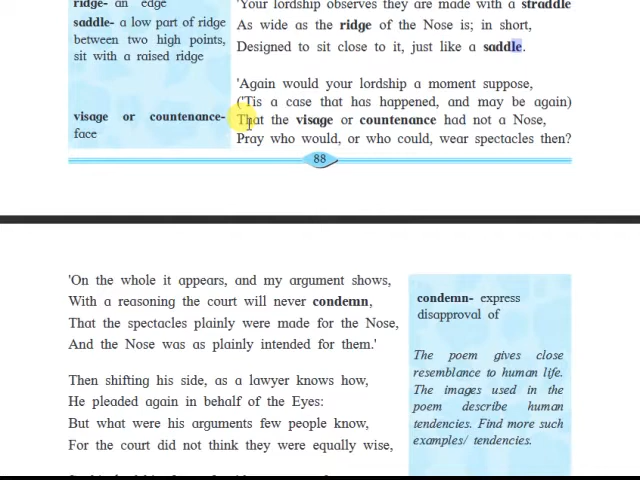 ridge- an edge
saddle- a low part of ridge
between two high points,
sit with a raised ridge
visage or countenance-
face
'Your lordship observes they are made with a straddle
As wide as the ridge of the Nose is; in short,
Designed to sit close to it, just like a saddle.
'Again would your lordship a moment suppose,
('Tis a case that has happened, and may be again)
That the visage or countenance had not a Nose,
Pray who would, or who could, wear spectacles then?
88
'On the whole it appears, and my argument shows,
With a reasoning the court will never condemn,
That the spectacles plainly were made for the Nose,
And the Nose was as plainly intended for them.'
Then shifting his side, as a lawyer knows how,
He pleaded again in behalf of the Eyes:
But what were his arguments few people know,
For the court did not think they were equally wise,
condemn- express
disapproval of
The poem gives close
resemblance to human life.
The images used in the
poem describe human
tendencies. Find more such
examples/ tendencies.